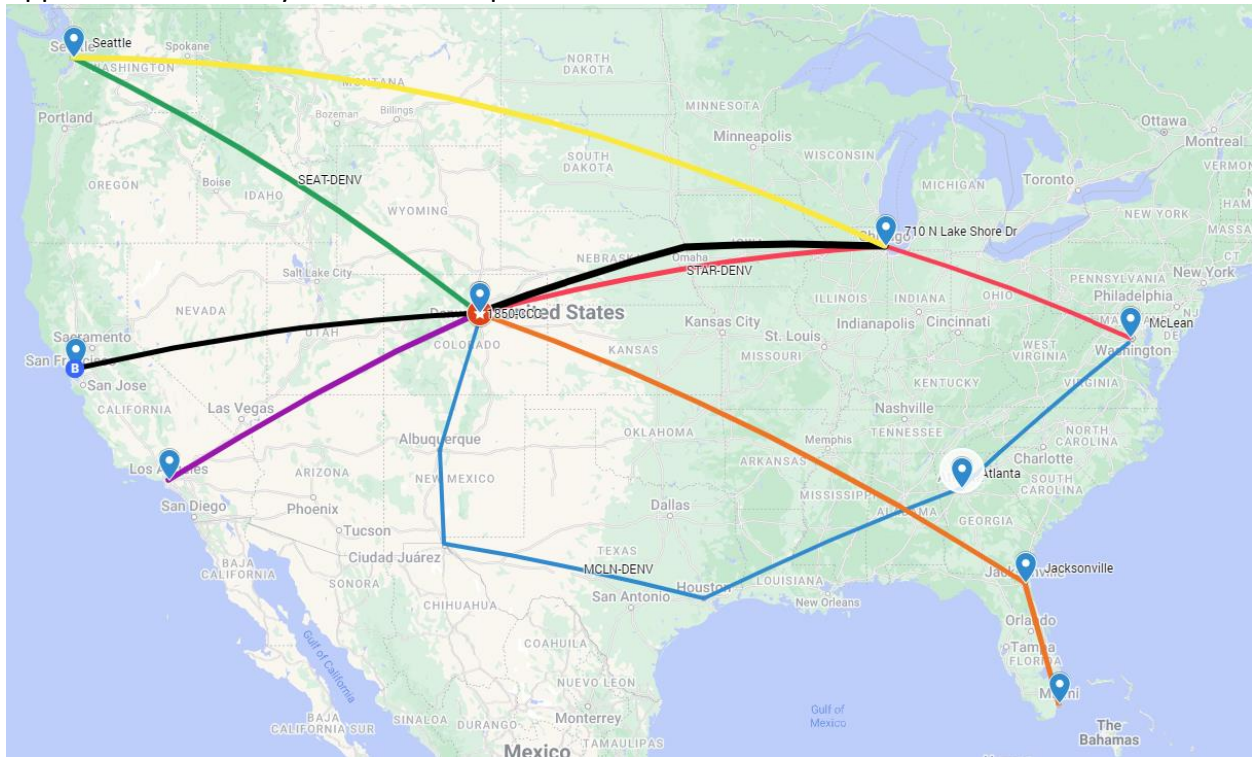 Seattle
Spokane
WASHINGTON
MONTANA
NORTH
DAKOTA
Portland
Bozeman
Billings
MINNESOTA
Minneapolis
Ottawa
Montreal
SEAT-DENV
OREGON
Boise
IDAHO
SOUTH
DAKOTA
WISCONSIN
MICHIGAN
Toronto
WYOMING
NEW YORK
710 N Lake Shore Dr
IOWA
Omaha
NEBRASKA
STAR-DENV
Salt Lake City
NEVADA
UTAH
1850-CCC
United States
ILLINOIS
INDIANA
OHIO
PENNSYLVANIA
New York
Philadelphia
McLean
Sacramento
San Francisco
B
San Jose
COLORADO
KANSAS
Kansas City
MISSOURI
St. Louis
Indianapolis
Cincinnati
WEST
VIRGINIA
Washington
CALIFORNIA
Las Vegas
KENTUCKY
VIRGINIA
Nashville
TENNESSEE
NORTH
CAROLINA
Albuquerque
OKLAHOMA
Memphis
Charlotte
Los Angeles
ARIZONA
NEW MEXICO
ARKANSAS
Atlanta
SOUTH
CAROLINA
San Diego
Phoenix
Dallas
MISSISSIPPI
ALABAMA
GEORGIA
Tucson
Ciudad Juárez
TEXAS
BAJA
CALIFORNIA
SONORA
MCLN-DENV
Houston
LOUISIANA
Jacksonville
CHIHUAHUA
San Antonio
New Orleans
Orlando
COAHUILA
Tampa
FLORIDA
Gulf of
California
NUEVO LEON
Miami
BAJA
CALIFORNIA SUR
SINALOA
DURANGO
Monterrey
Gulf of
Mexico
The
Bahamas
Mexico
TAMAULIPAS